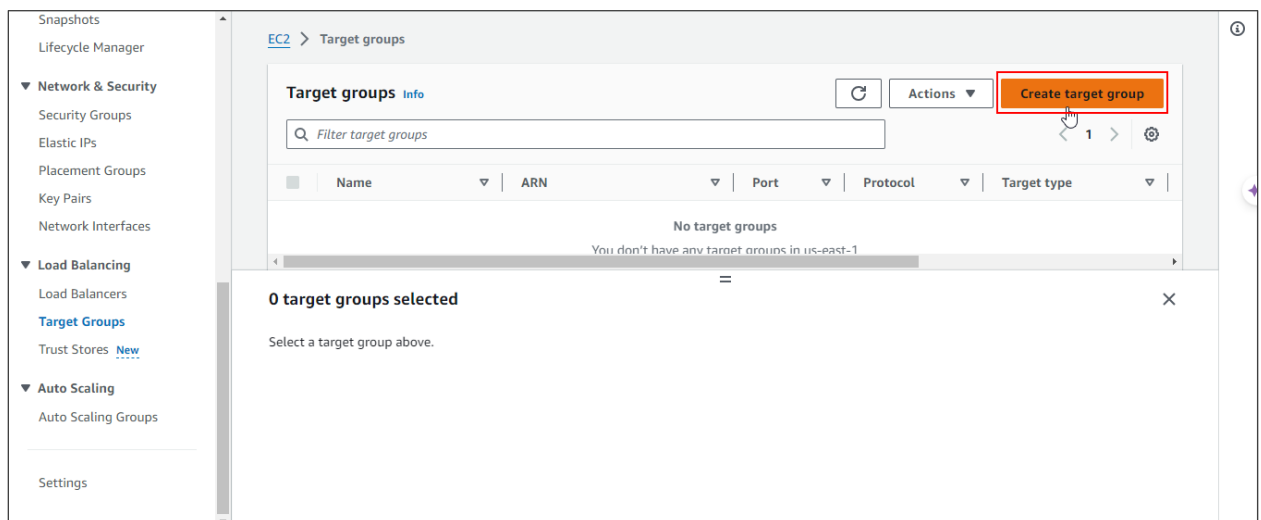 Snapshots
Lifecycle Manager
Network & Security
Security Groups
Elastic IPs
Placement Groups
Key Pairs
Network Interfaces
Load Balancing
Load Balancers
Target Groups
Trust Stores New
Auto Scaling
Auto Scaling Groups
Settings
EC2 > Target groups
Target groups Info
Actions
Create target group
Filter target groups
1
Name ARN Port Protocol Target type
No target groups
You don't have any target groups in us-east-1
0 target groups selected
Select a target group above.